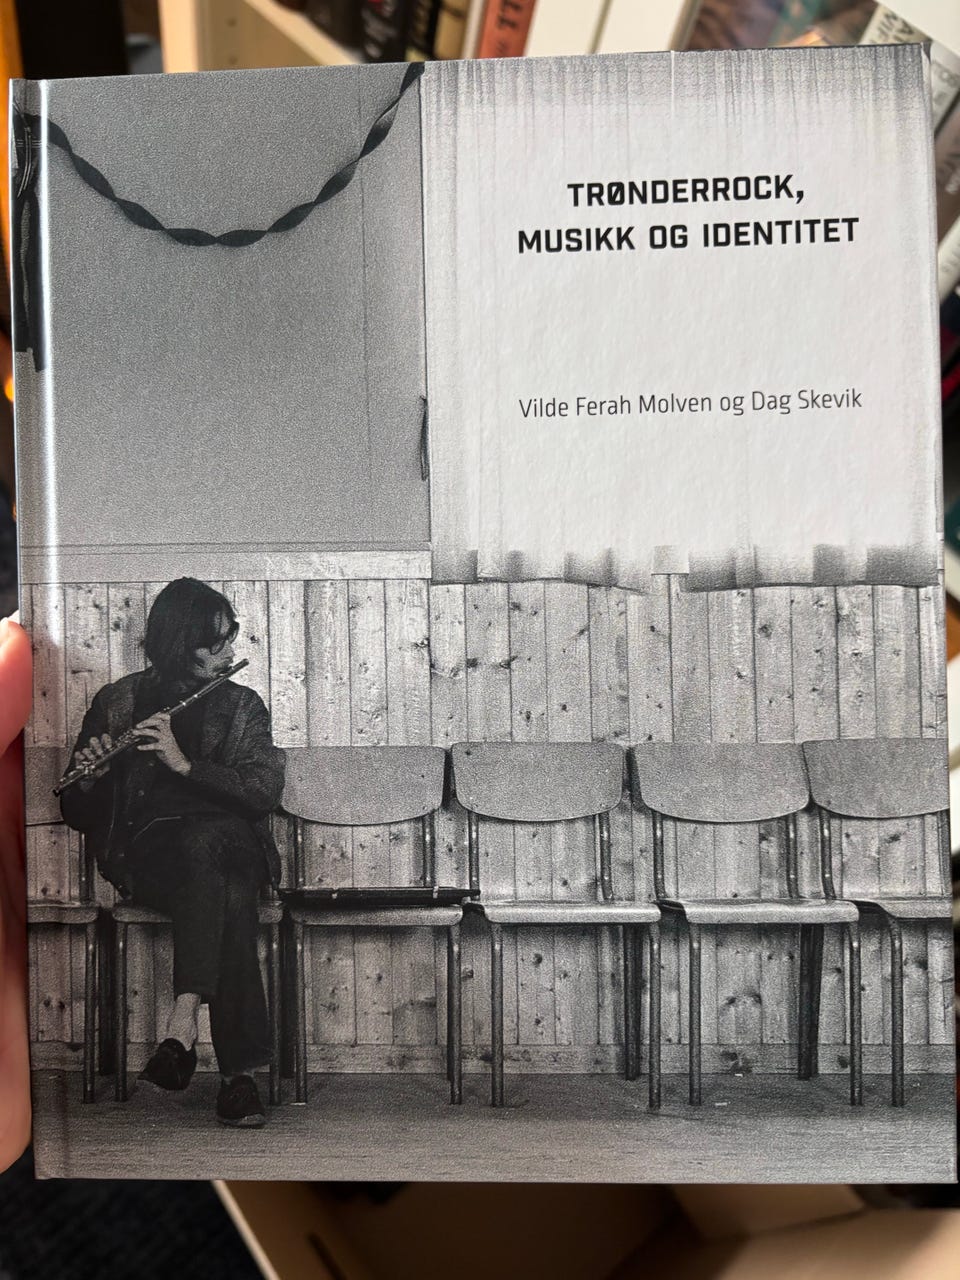 TRØNDERROCK,
MUSIKK OG IDENTITET
Vilde Ferah Molven og Dag Skevik